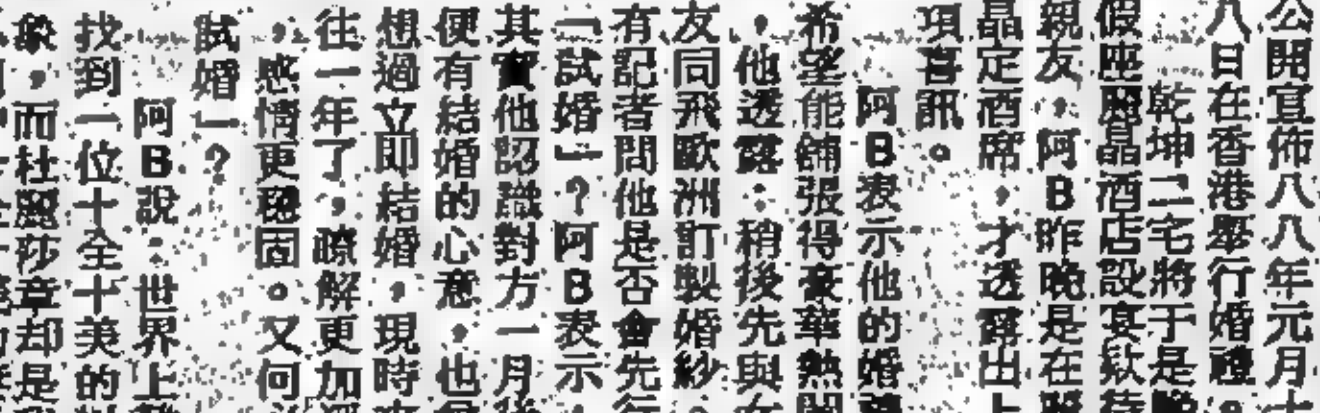 公開宣佈八八年元月十
八日在香港舉行婚禮
乾坤二宅將于是晚
假座麗晶酒店設宴款待
親友，阿B昨晚是在
晶定酒席，才透露出上
項喜訊。
阿B表示他的婚
希望能鋪張得豪華熱鬧
，他透露：稍後先與女
友同飛歐洲訂製婚紗。
有記者問他是否會先行
「試婚」？阿B表示
其實他認識對方一月後
便有結婚的心意，也
想過立即結婚，現時
往一年了，瞭解更加
，感情更穩固。又何
試婚」？
阿B說：世界上
找到一位十全十美的
象，而杜麗莎章却是